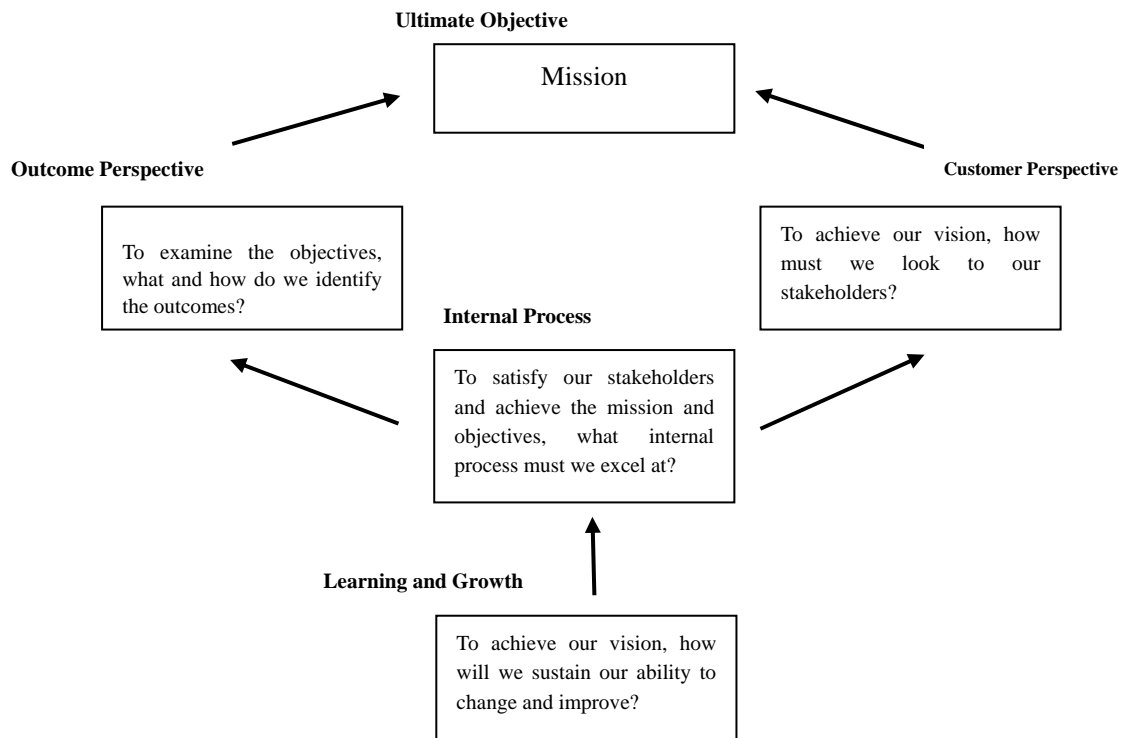 Ultimate Objective
Mission
Outcome Perspective
Customer Perspective
To examine the objectives,
what and how do we identify
the outcomes?
To achieve our vision, how
must we look to our
stakeholders?
Internal Process
To satisfy our stakeholders
and achieve the mission and
objectives, what internal
process must we excel at?
Learning and Growth
To achieve our vision, how
will we sustain our ability to
change and improve?